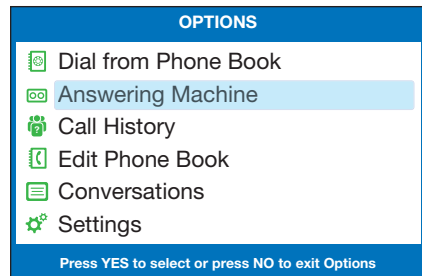 OPTIONS
Dial from Phone Book
Answering Machine
Call History
Edit Phone Book
Conversations
Settings
Press YES to select or press NO to exit Options